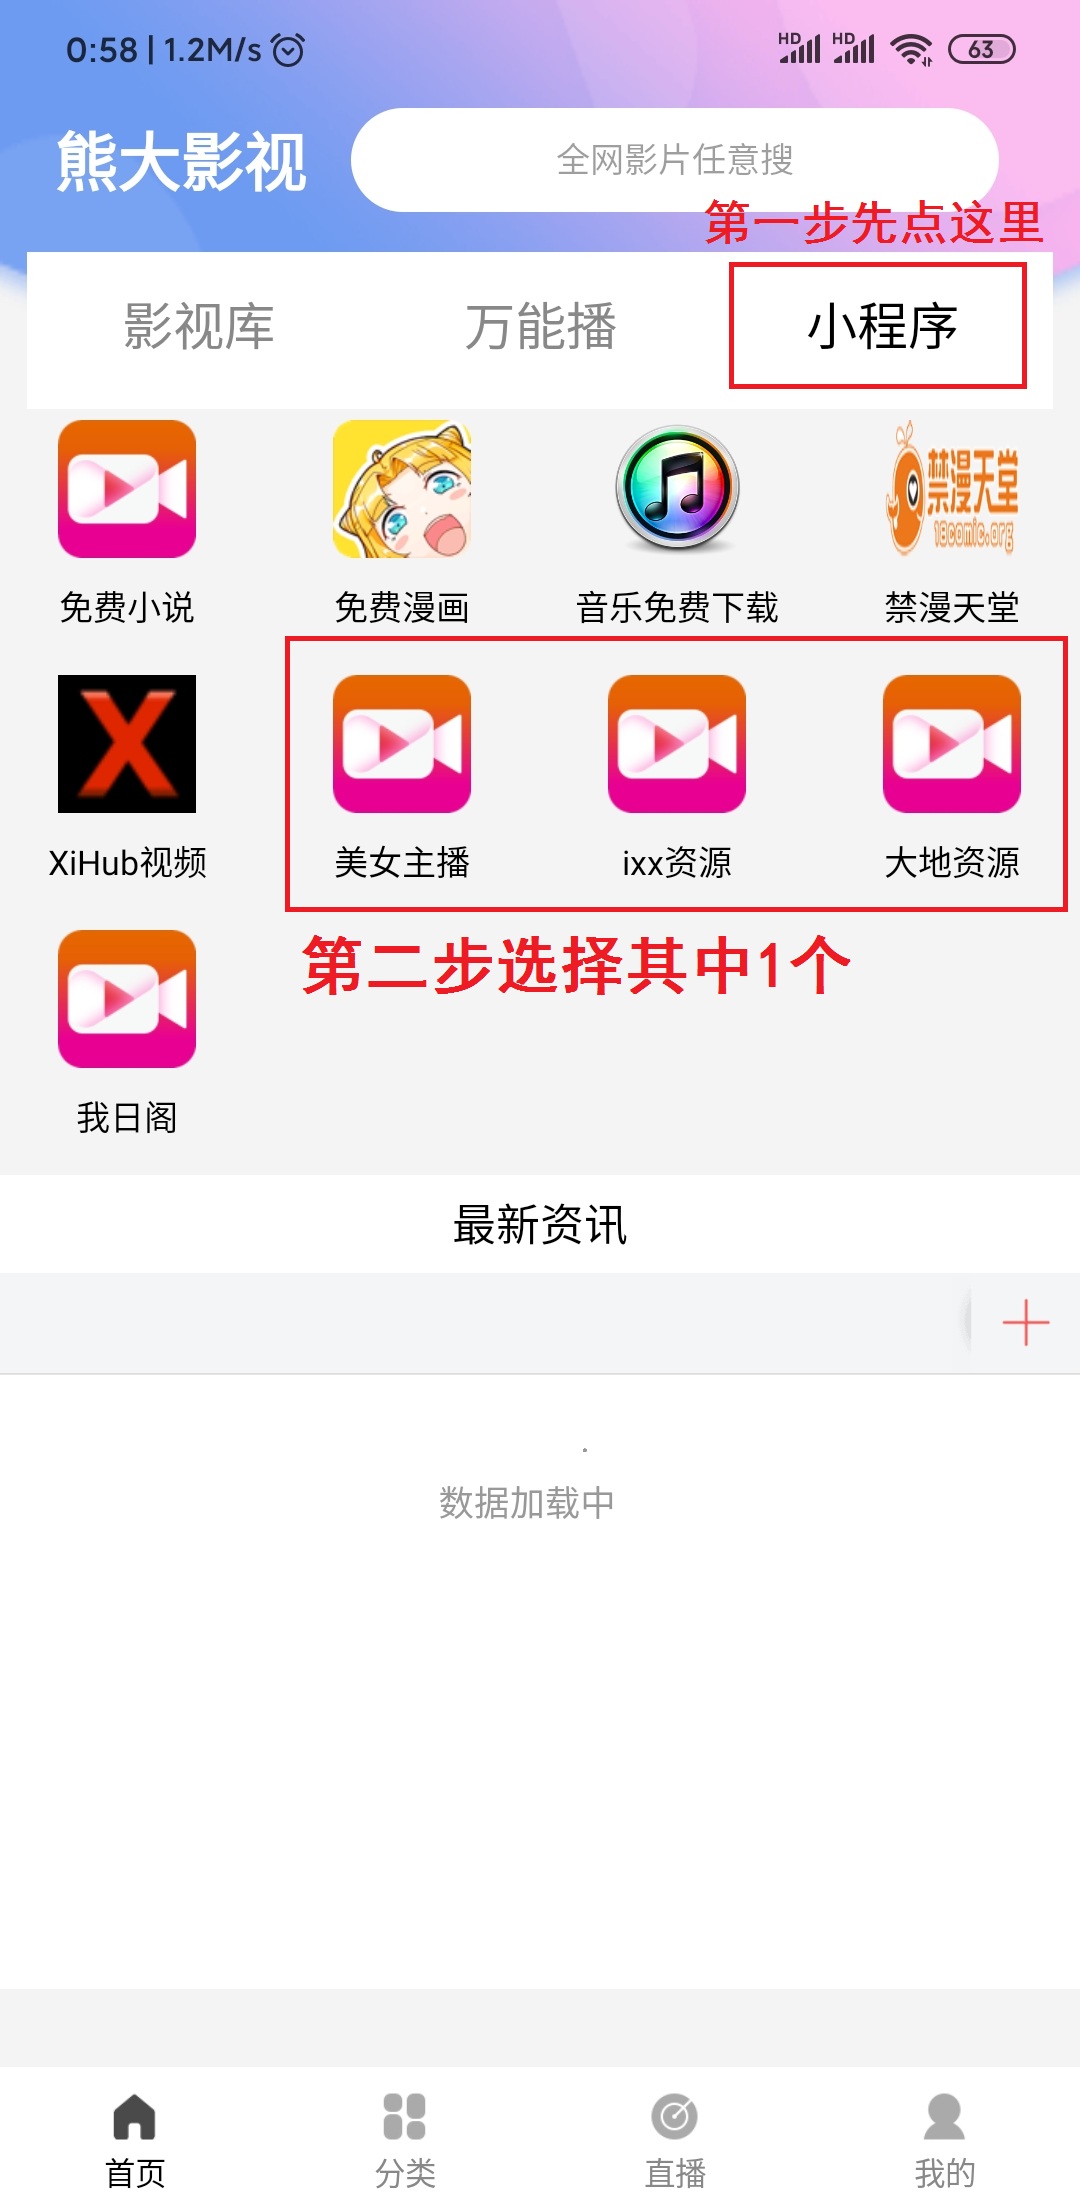 0:58 | 1.2M/s
HD HD 63
熊大影视
全网影片任意搜
第一步先点这里
影视库 万能播 小程序
禁漫天堂
18comic.org
免费小说 免费漫画 音乐免费下载 禁漫天堂
X
XiHub视频 美女主播 ixx资源 大地资源
第二步选择其中1个
我日阁
最新资讯
数据加载中
首页 分类 直播 我的